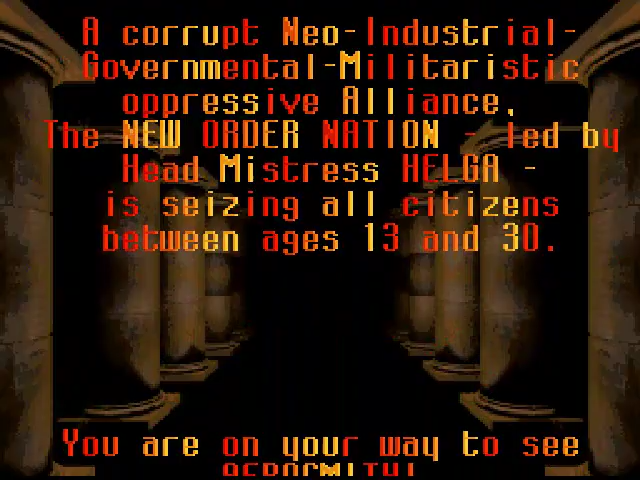 A corrupt Neo-Industrial-
Governmental-Militaristic
oppressive Alliance,
The NEW ORDER NATION - led by
Head Mistress HELGA -
is seizing all citizens
between ages 13 and 30.
You are on your way to see
AEROSMITH!